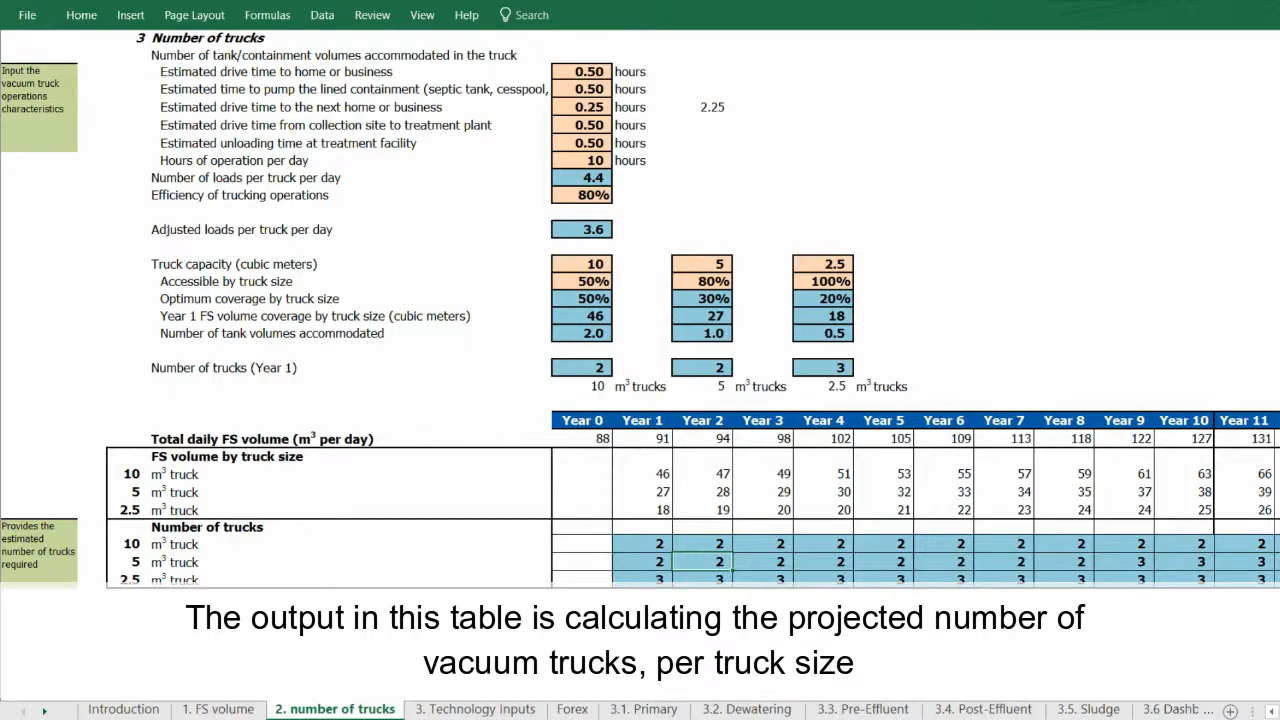 File Home Insert Page Layout Formulas Data Review View Help Search
3 Number of trucks
Number of tank/containment volumes accommodated in the truck
Input the
vacuum truck
operations
characteristics
Estimated drive time to home or business 0.50 hours
Estimated time to pump the lined containment (septic tank, cesspool, 0.50 hours
Estimated drive time to the next home or business 0.25 hours 2.25
Estimated drive time from collection site to treatment plant 0.50 hours
Estimated unloading time at treatment facility 0.50 hours
Hours of operation per day 10 hours
Number of loads per truck per day 4.4
Efficiency of trucking operations 80%
Adjusted loads per truck per day 3.6
Truck capacity (cubic meters) 10 5 2.5
Accessible by truck size 50% 80% 100%
Optimum coverage by truck size 50% 30% 20%
Year 1 FS volume coverage by truck size (cubic meters) 46 27 18
Number of tank volumes accommodated 2.0 1.0 0.5
Number of trucks (Year 1) 2 2 3
10 m³ trucks 5 m³ trucks 2.5 m³ trucks
Year 0 Year 1 Year 2 Year 3 Year 4 Year 5 Year 6 Year 7 Year 8 Year 9 Year 10 Year 11
Total daily FS volume (m³ per day) 88 91 94 98 102 105 109 113 118 122 127 131
FS volume by truck size
10 m³ truck 46 47 49 51 53 55 57 59 61 63 66
5 m³ truck 27 28 29 30 32 33 34 35 37 38 39
2.5 m³ truck 18 19 20 20 21 22 23 24 24 25 26
Provides the
estimated
number of trucks
required
Number of trucks
10 m³ truck 2 2 2 2 2 2 2 2 2 2 2
5 m³ truck 2 2 2 2 2 2 2 2 3 3 3
2.5 m³ truck 3 3 3 3 3 3 3 3 3 3 3
The output in this table is calculating the projected number of
vacuum trucks, per truck size
Introduction 1. FS volume 2. number of trucks 3. Technology Inputs Forex 3.1. Primary 3.2. Dewatering 3.3. Pre-Effluent 3.4. Post-Effluent 3.5. Sludge 3.6 Dashb ...